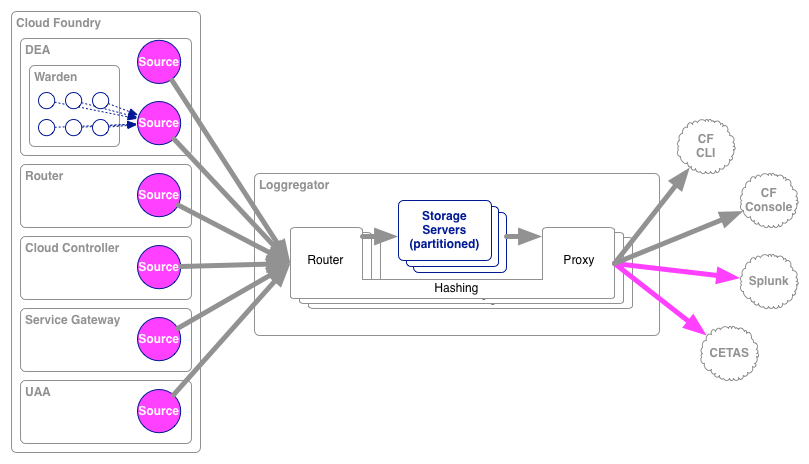 Cloud Foundry
DEA
Source
Warden
Source
Router
Source
Cloud Controller
Source
Service Gateway
Source
UAA
Source
Loggregator
Router
Storage
Servers
(partitioned)
Proxy
Hashing
CF
CLI
CF
Console
Splunk
CETAS